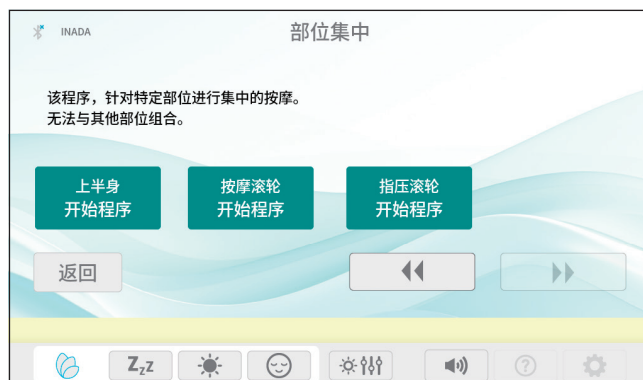 INADA
部位集中
该程序，针对特定部位进行集中的按摩。
无法与其他部位组合。
上半身
开始程序
按摩滚轮
开始程序
指压滚轮
开始程序
返回
Zzz
?